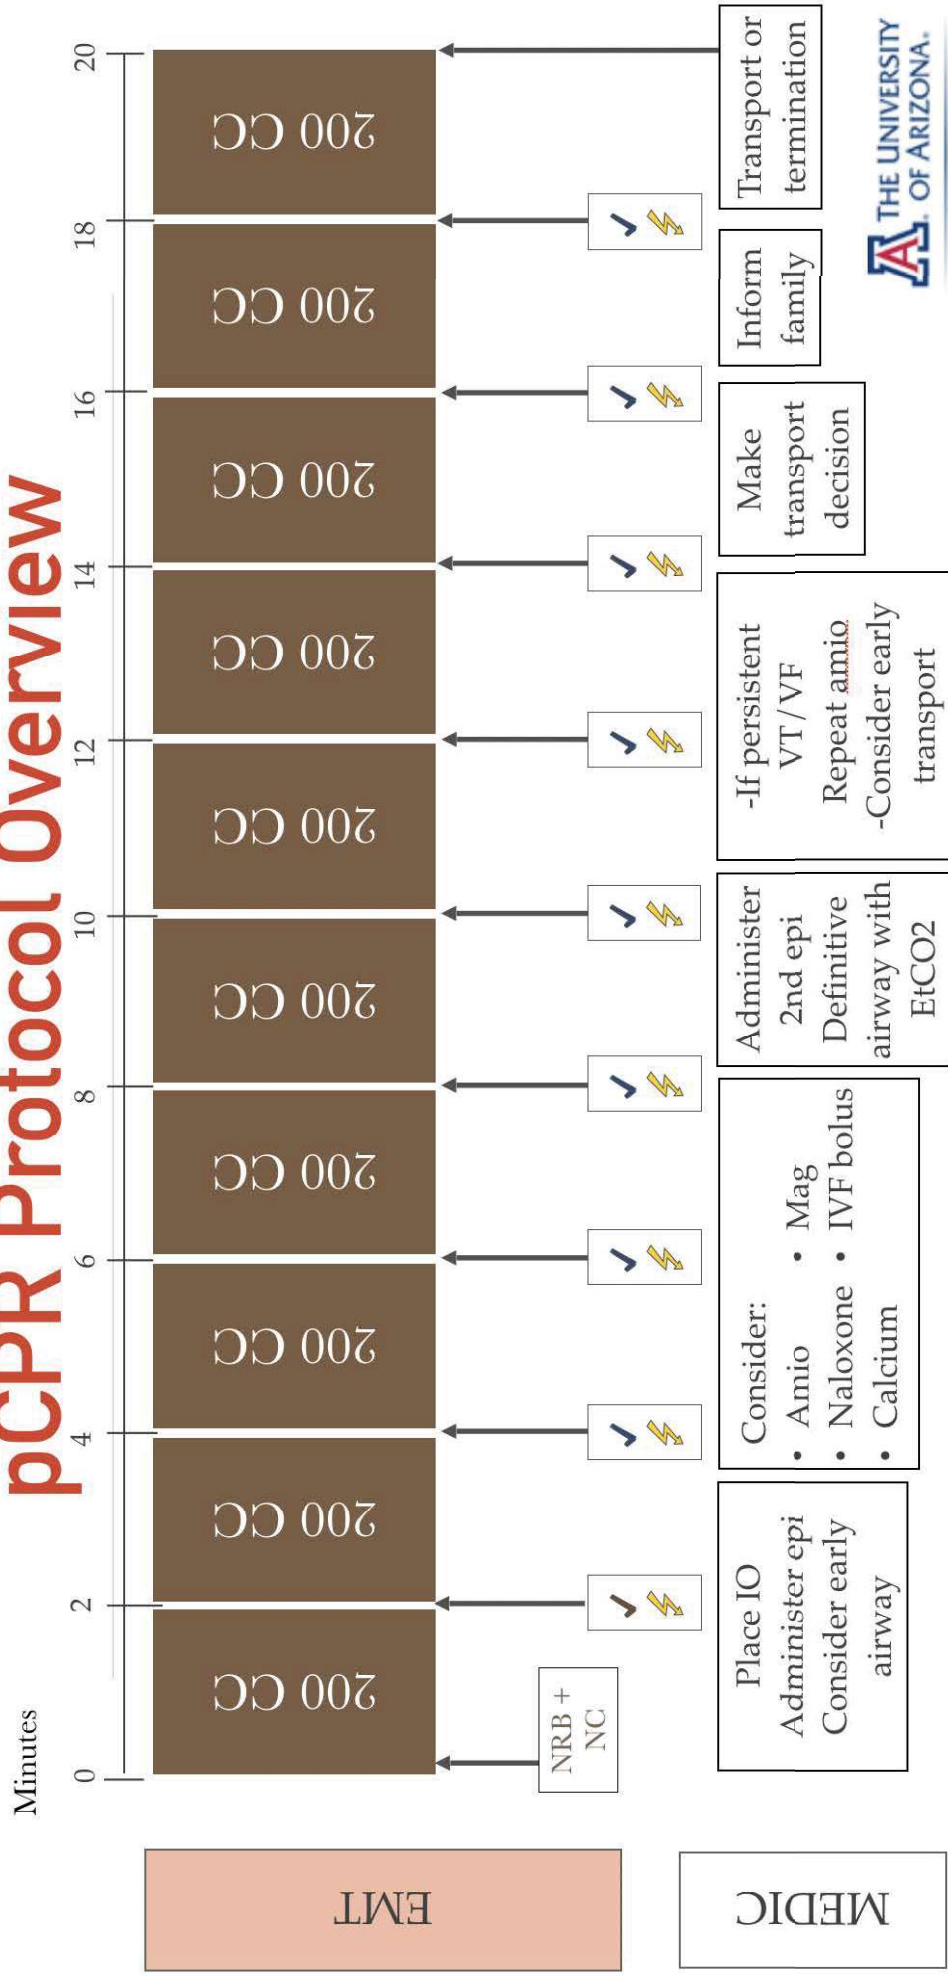 pCPR Protocol Overview
Minutes
0
2
4
6
8
10
12
14
16
18
20
EMT
200 CC
200 CC
200 CC
200 CC
200 CC
200 CC
200 CC
200 CC
200 CC
200 CC
NRB +
NC
MEDIC
Place IO
Administer epi
Consider early
airway
Consider:
• Amio • Mag
• Naloxone • IVF bolus
• Calcium
Administer
2nd epi
Definitive
airway with
EtCO2
-If persistent
VT/VF
Repeat amio
-Consider early
transport
Make
transport
decision
Inform
family
Transport or
termination
A THE UNIVERSITY
OF ARIZONA.